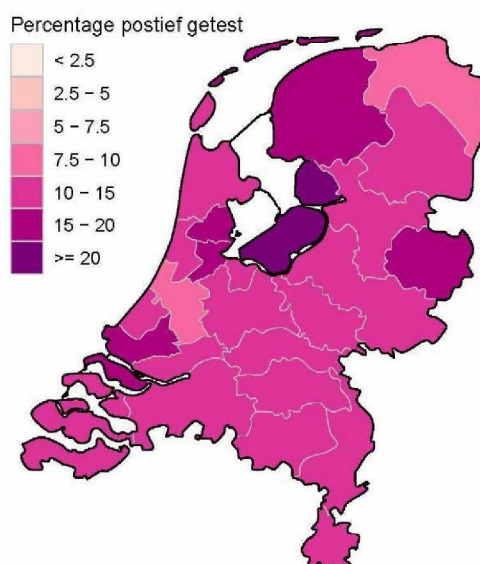 Percentage postief getest
< 2.5
2.5 – 5
5 – 7.5
7.5 – 10
10 – 15
15 – 20
>= 20